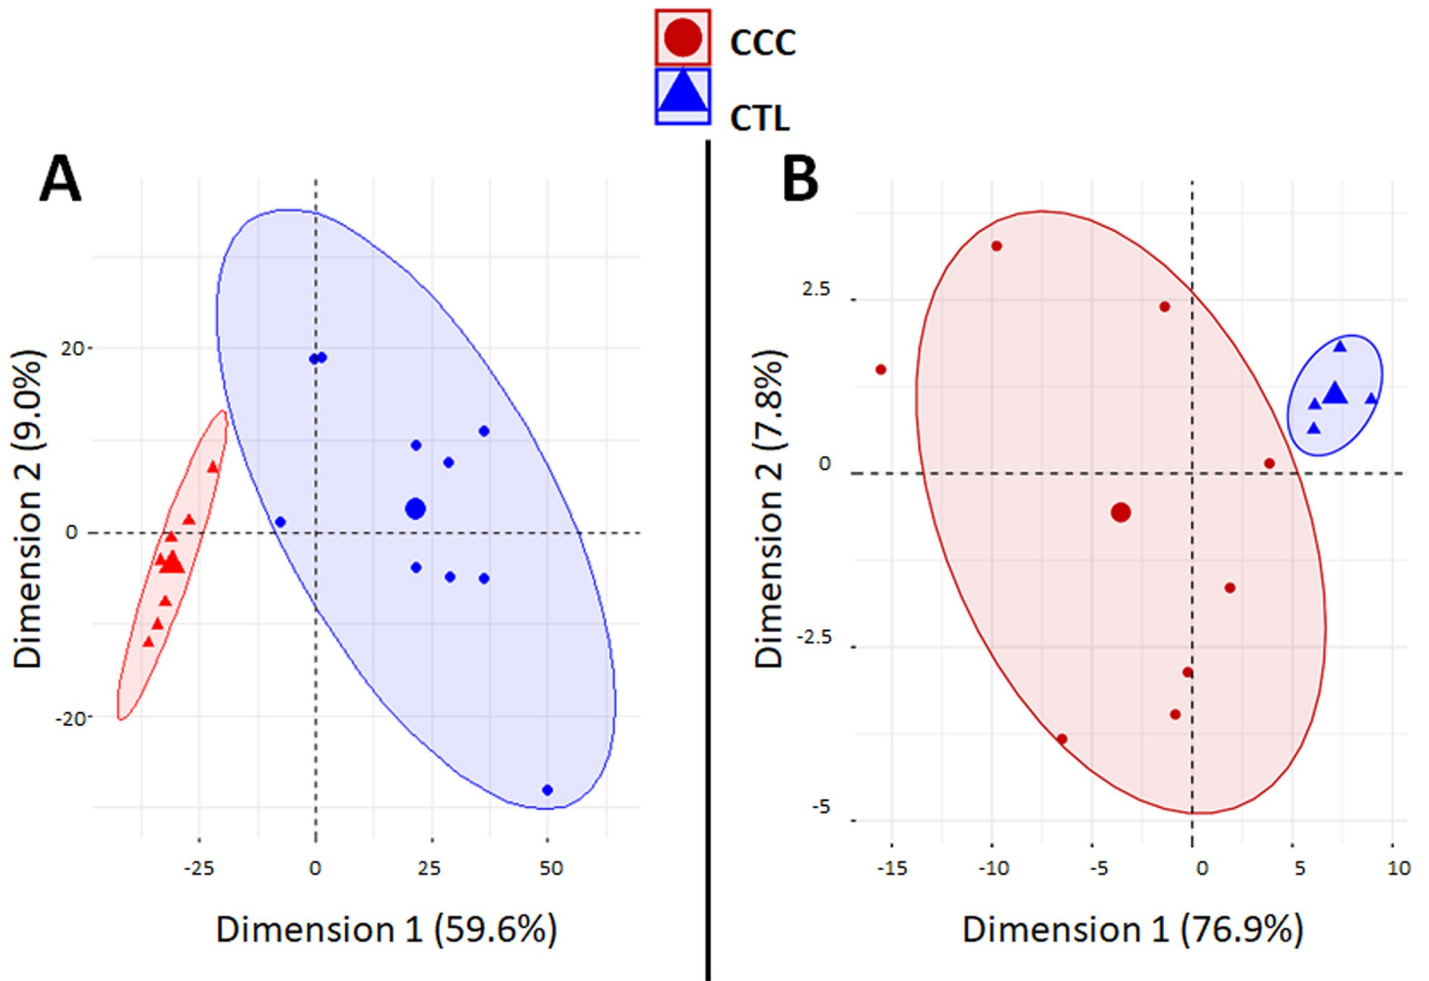 CCC
CTL
A
B
Dimension 2 (9.0%)
20
0
-20
-25 0 25 50
Dimension 1 (59.6%)
Dimension 2 (7.8%)
2.5
0
-2.5
-5
-15 -10 -5 0 5 10
Dimension 1 (76.9%)